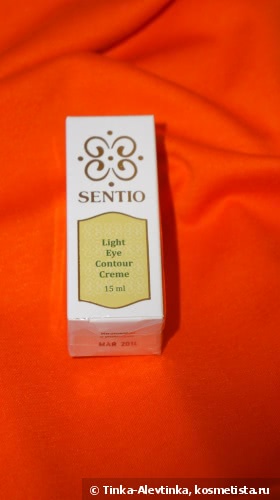 SENTIO
Light
Eye
Contour
Creme
15 ml
© Tinka-Alevtinka, kosmetista.ru